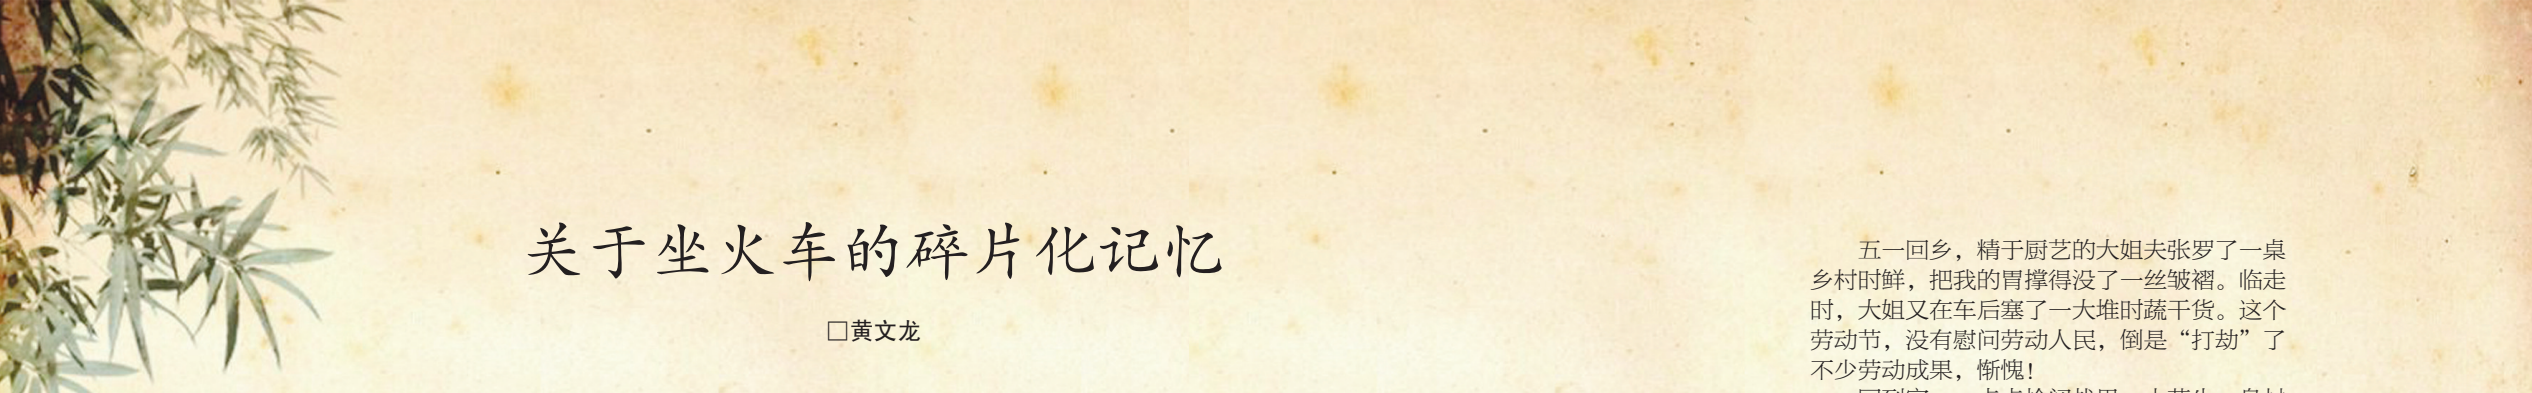 关于坐火车的碎片化记忆
□黄文龙
五一回乡，精于厨艺的大姐夫张罗了一桌
乡村时鲜，把我的胃撑得没了一丝皱褶。临走
时，大姐又在车后塞了一大堆时蔬干货。这个
劳动节，没有慰问劳动人民，倒是“打劫”了
不少劳动成果，惭愧！